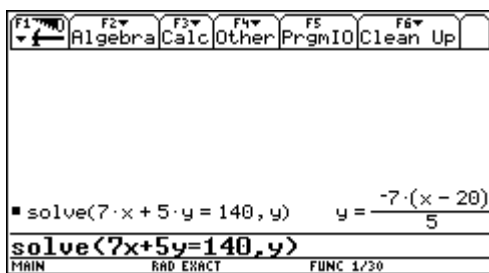 F1 F2 F3 F4 F5 F6
Algebra Calc Other PrgmIO Clean Up
■ solve(7·x + 5·y = 140, y) y = -7·(x - 20)/5
solve(7x+5y=140,y)
MAIN RAD EXACT FUNC 1/30